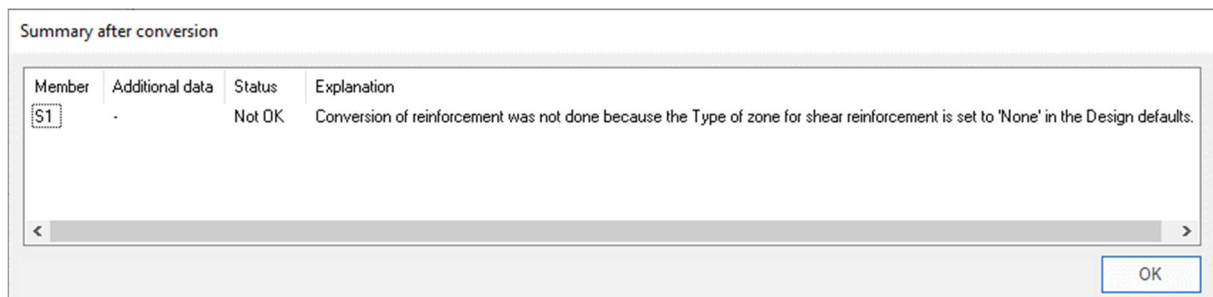 Summary after conversion
Member Additional data Status Explanation
S1 - Not OK Conversion of reinforcement was not done because the Type of zone for shear reinforcement is set to 'None' in the Design defaults.
OK